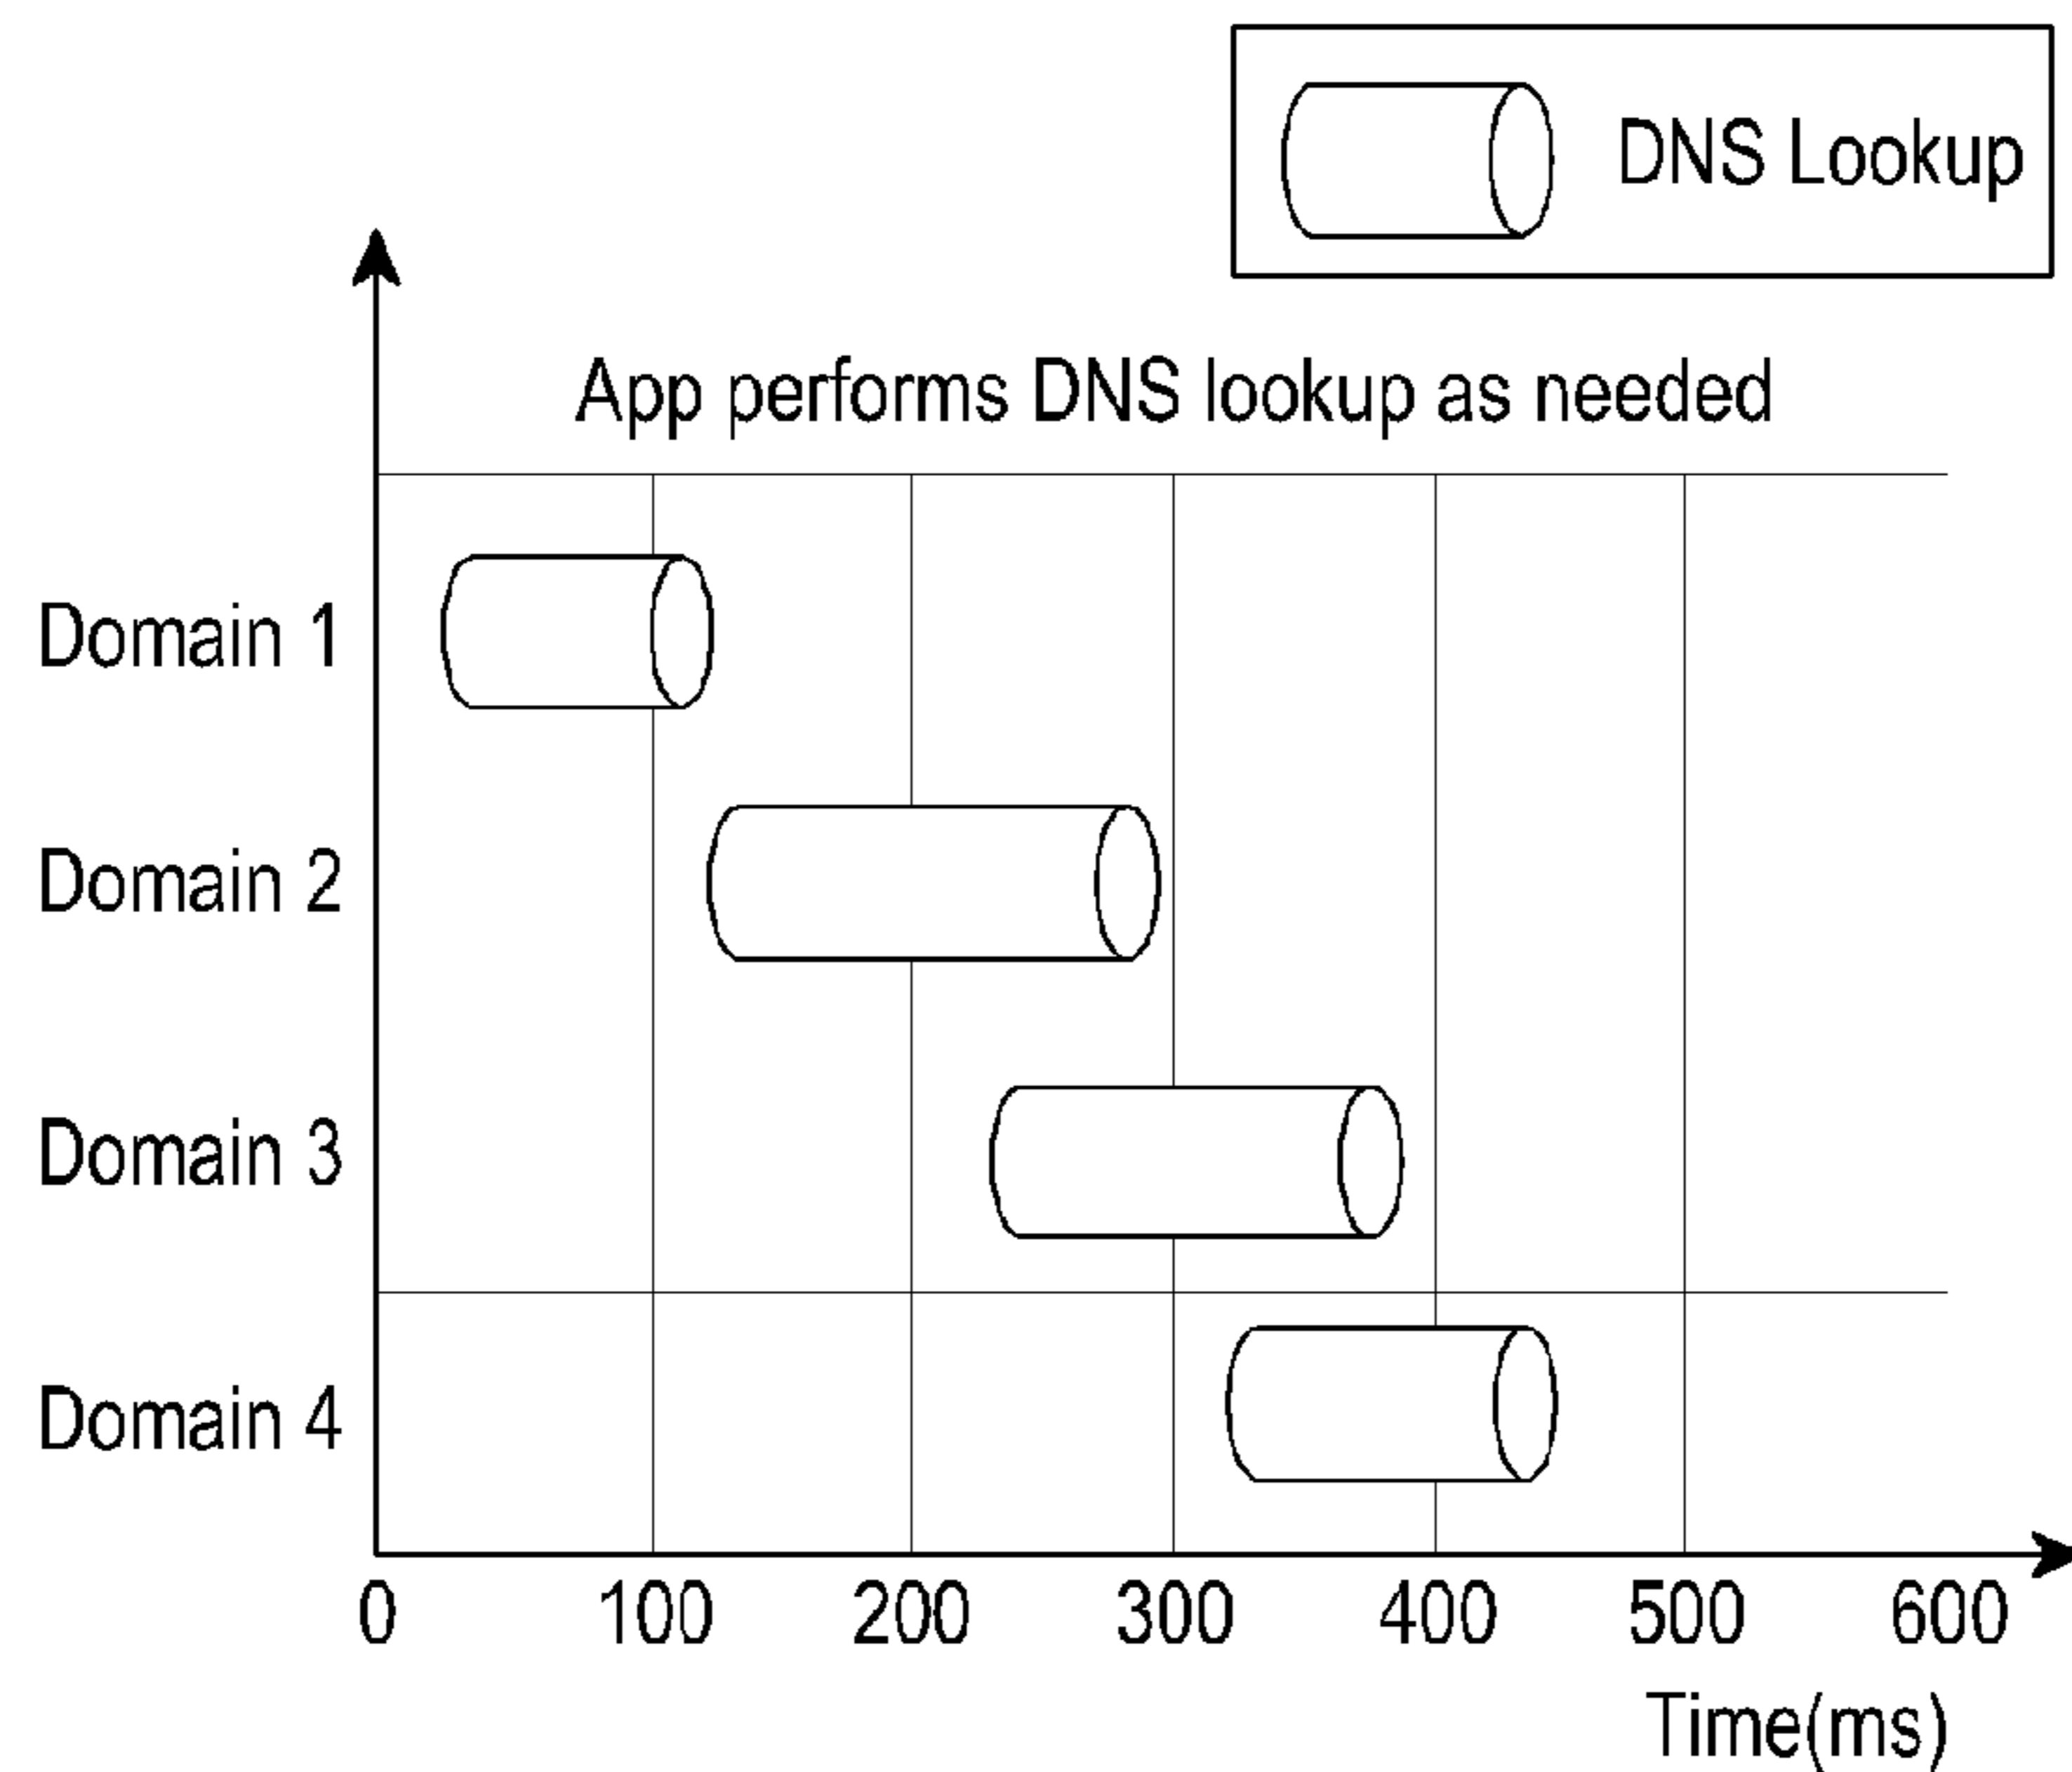 DNS Lookup
App performs DNS lookup as needed
Domain 1
Domain 2
Domain 3
Domain 4
0 100 200 300 400 500 600
Time(ms)